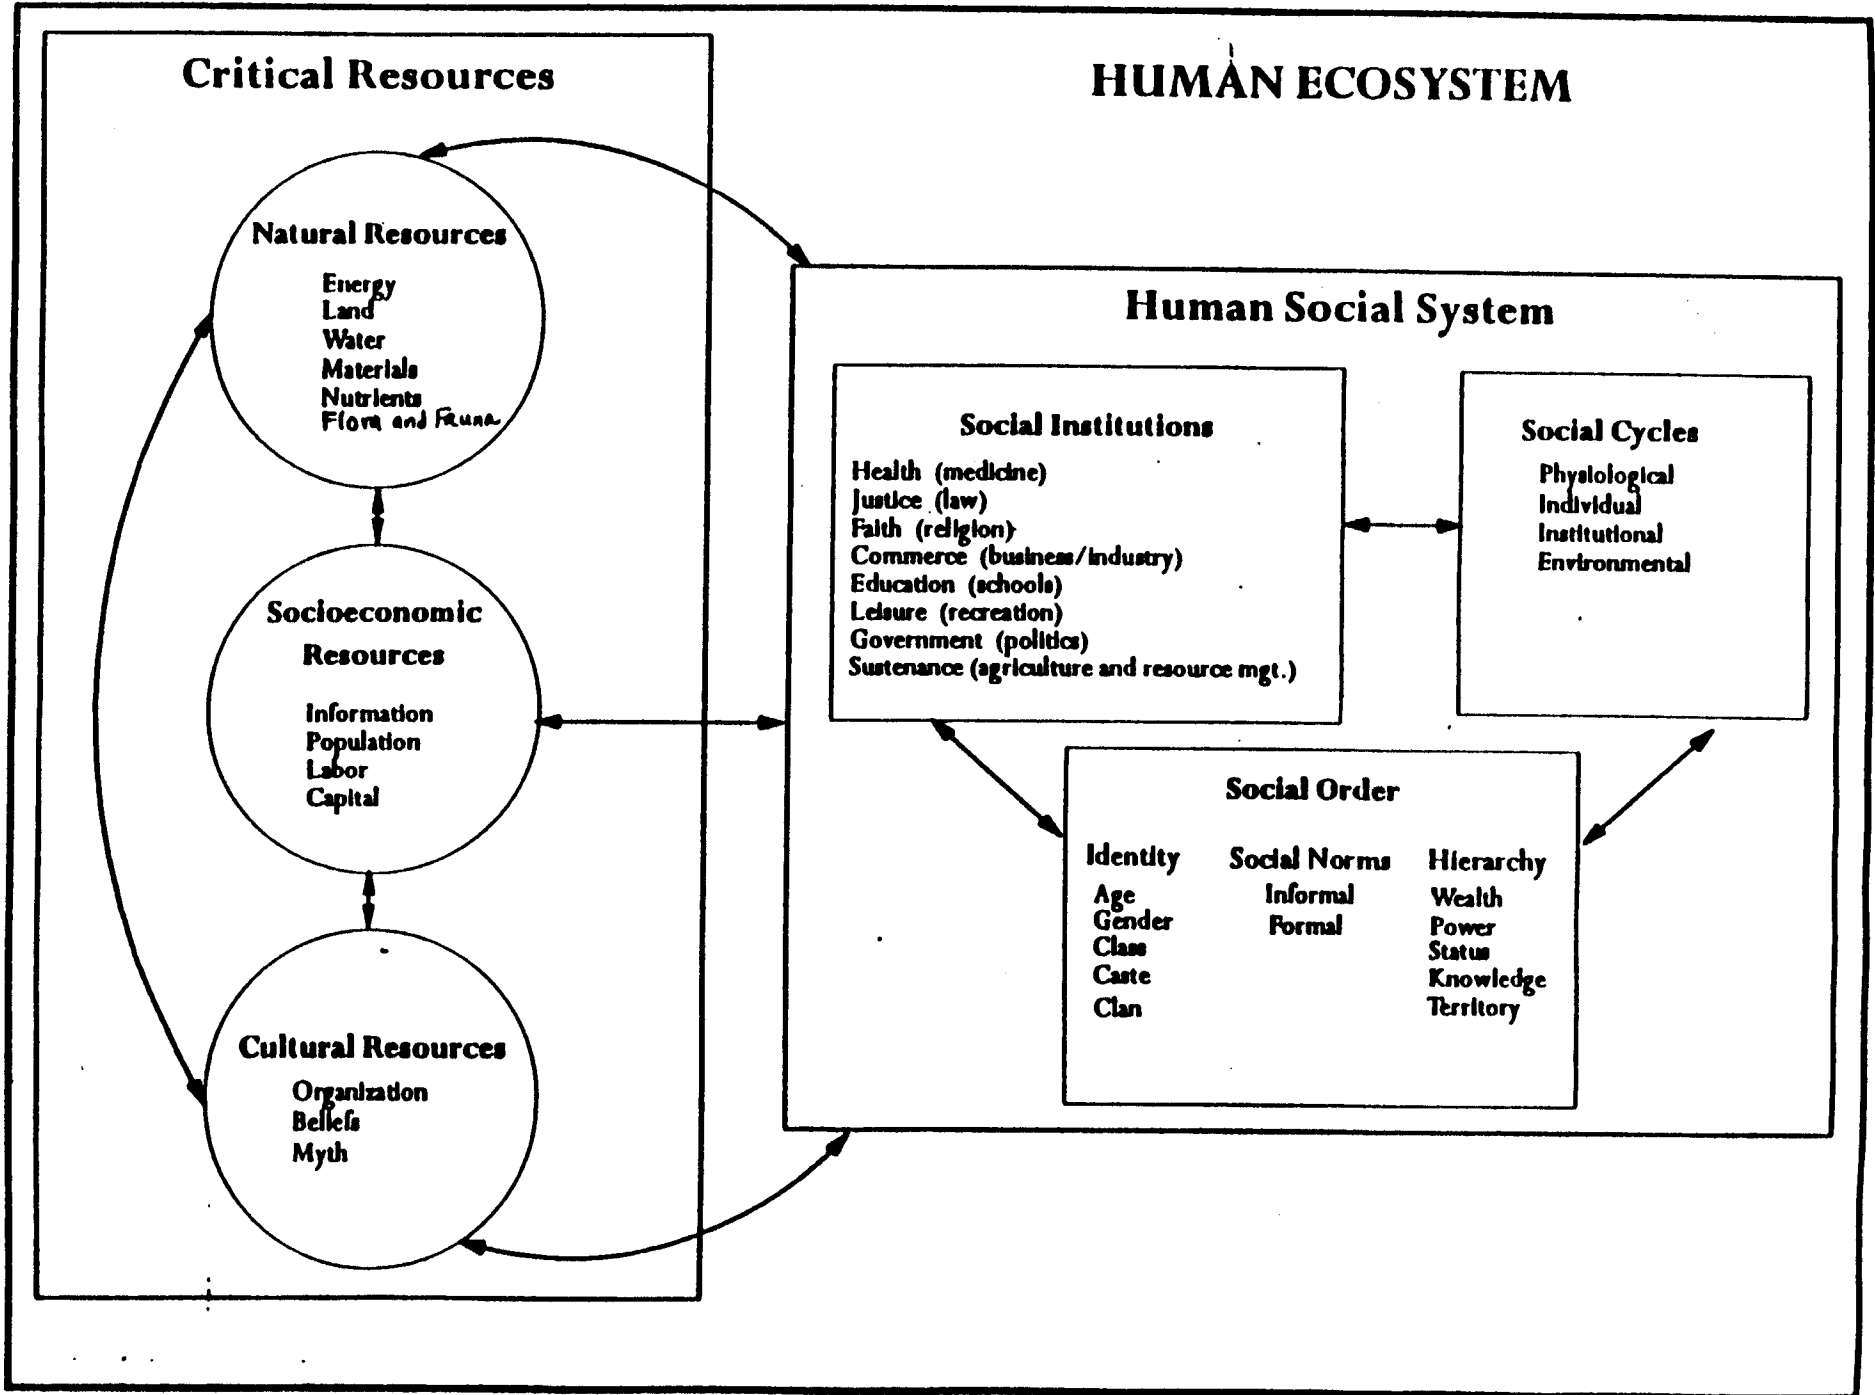 Critical Resources
HUMAN ECOSYSTEM
Natural Resources
Energy
Land
Water
Materials
Nutrients
Flora and Fauna
Socioeconomic
Resources
Information
Population
Labor
Capital
Cultural Resources
Organization
Beliefs
Myth
Human Social System
Social Institutions
Health (medicine)
Justice (law)
Faith (religion)
Commerce (business/industry)
Education (schools)
Leisure (recreation)
Government (politics)
Sustenance (agriculture and resource mgt.)
Social Cycles
Physiological
Individual
Institutional
Environmental
Social Order
Identity
Age
Gender
Class
Caste
Clan
Social Norms
Informal
Formal
Hierarchy
Wealth
Power
Status
Knowledge
Territory